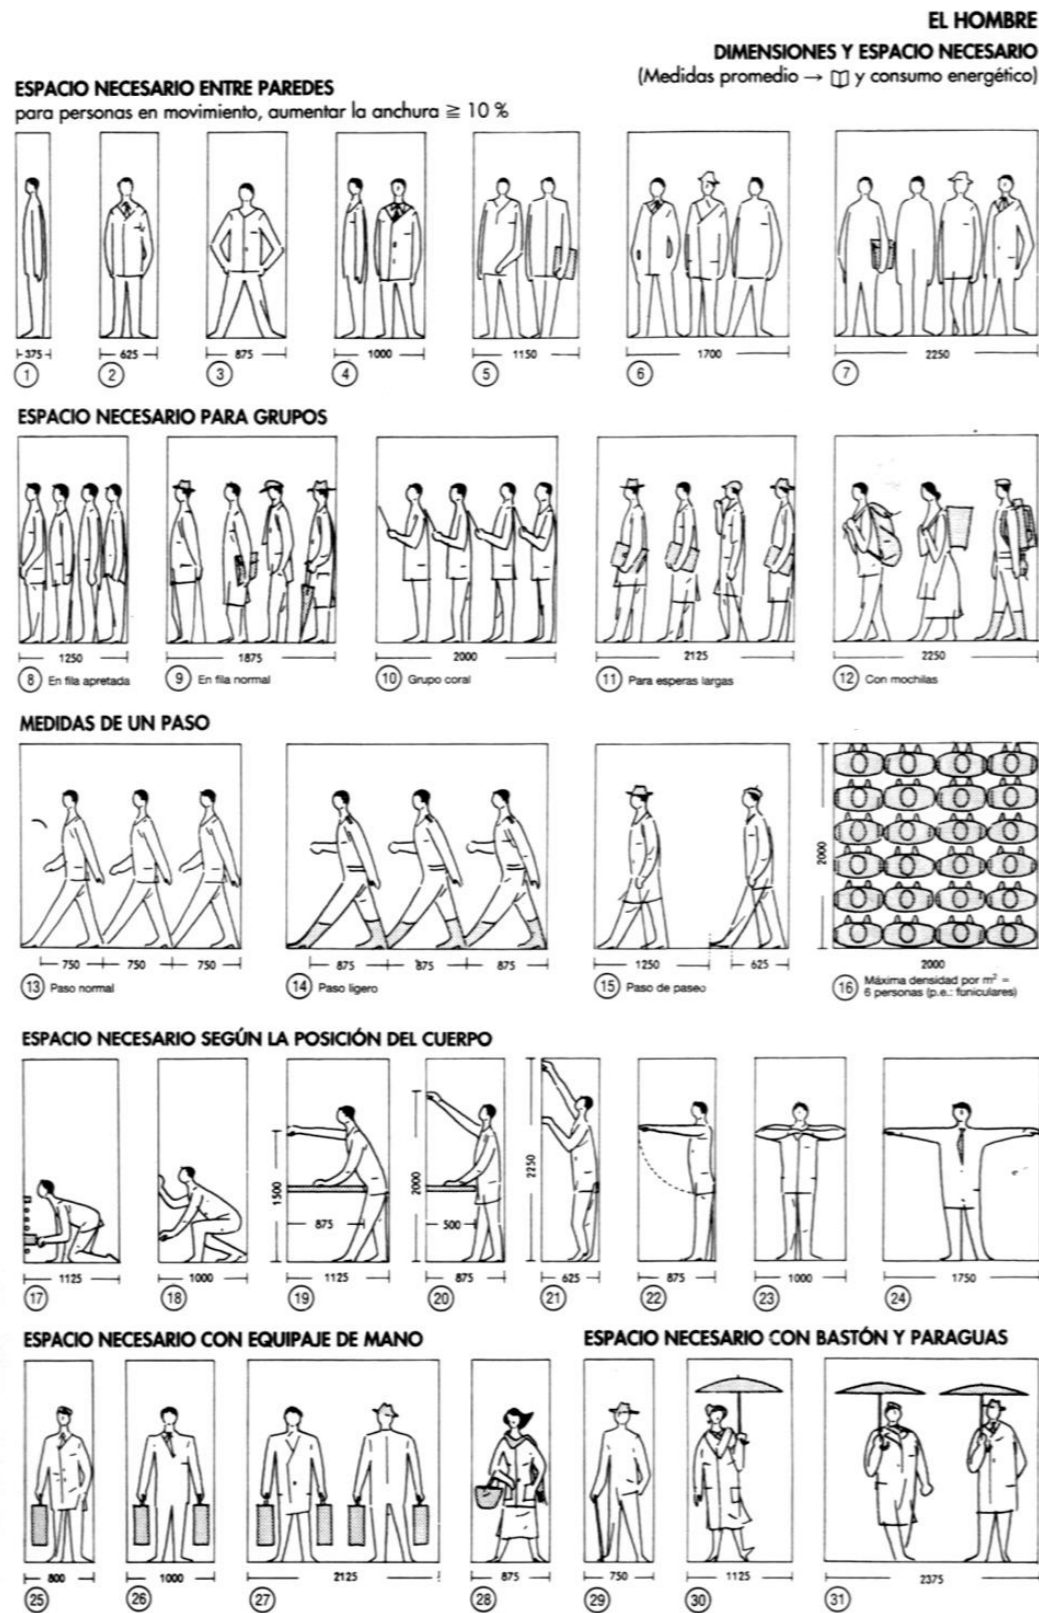 EL HOMBRE
DIMENSIONES Y ESPACIO NECESARIO
(Medidas promedio → y consumo energético)
ESPACIO NECESARIO ENTRE PAREDES
para personas en movimiento, aumentar la anchura ≧ 10 %
375 625 875 1000 1150 1700 2250
1 2 3 4 5 6 7
ESPACIO NECESARIO PARA GRUPOS
1250 1875 2000 2125 2250
8 En fila apretada 9 En fila normal 10 Grupo coral 11 Para esperas largas 12 Con mochilas
MEDIDAS DE UN PASO
2000
750 750 750 875 875 875 1250 625 2000
13 Paso normal 14 Paso ligero 15 Paso de paseo 16 Máxima densidad por m² =
6 personas (p.e.: funiculares)
ESPACIO NECESARIO SEGÚN LA POSICIÓN DEL CUERPO
1500 2000 2250
875 500
1125 1000 1125 875 625 875 1000 1750
17 18 19 20 21 22 23 24
ESPACIO NECESARIO CON EQUIPAJE DE MANO ESPACIO NECESARIO CON BASTÓN Y PARAGUAS
800 1000 2125 875 750 1125 2375
25 26 27 28 29 30 31